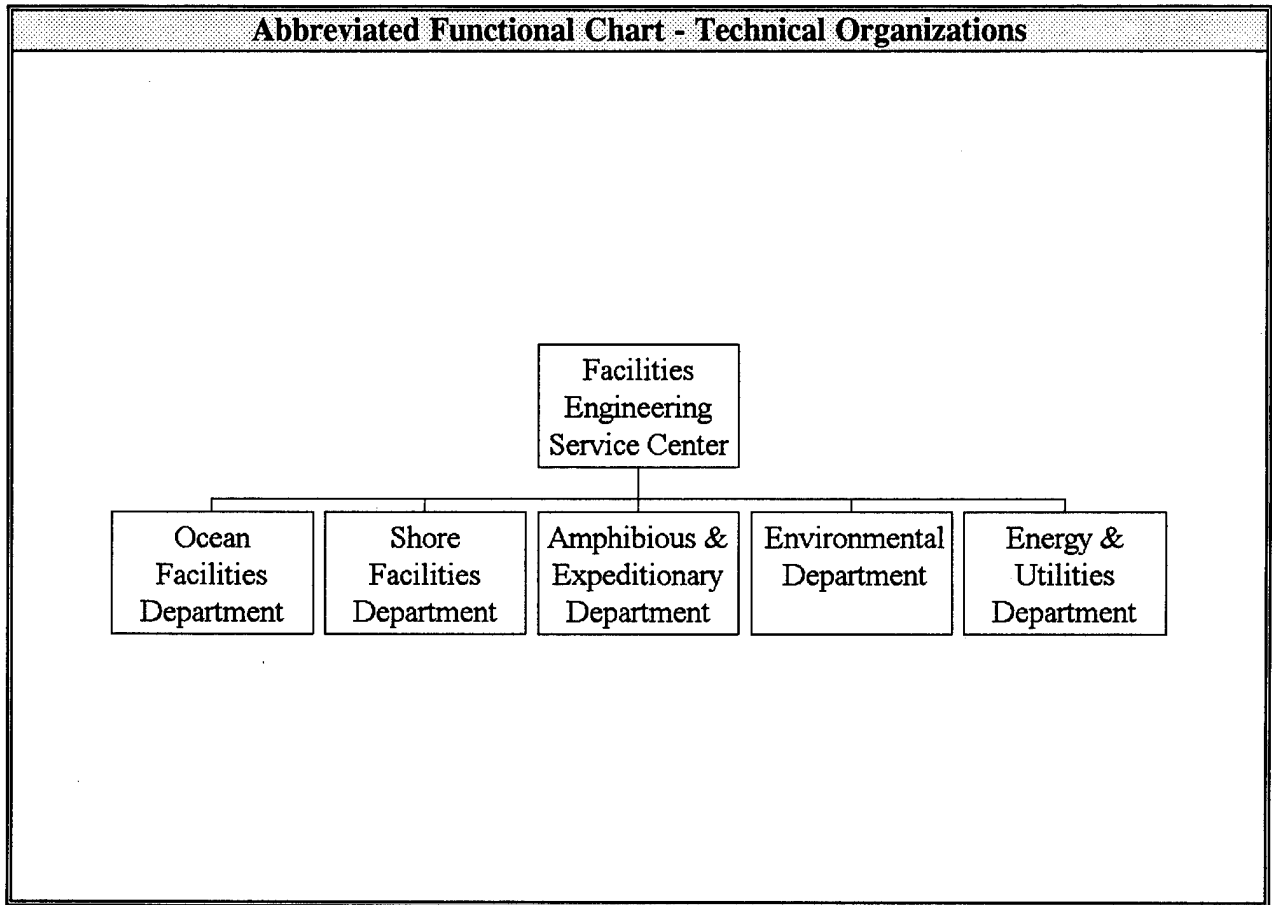 Abbreviated Functional Chart - Technical Organizations
Facilities
Engineering
Service Center
Ocean
Facilities
Department
Shore
Facilities
Department
Amphibious &
Expeditionary
Department
Environmental
Department
Energy &
Utilities
Department